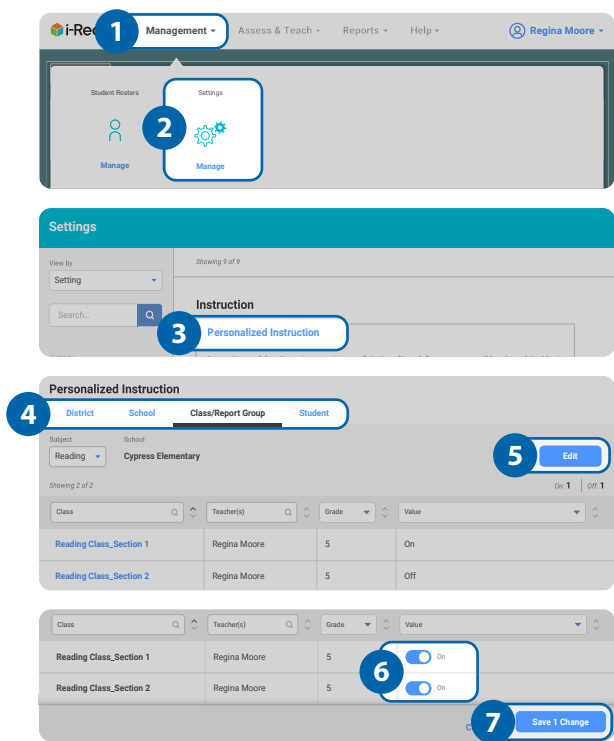 i-Rea
1
Management
Assess & Teach
Reports
Help
Regina Moore
Student Rosters
Settings
2
Manage
Manage
Settings
View by
Showing 9 of 9
Setting
Search...
Instruction
3
Personalized Instruction
Personalized Instruction
4
District
School
Class/Report Group
Student
Subject
School
Reading
Cypress Elementary
5
Edit
Showing 2 of 2
On: 1
Off: 1
Class
Teacher(s)
Grade
Value
Reading Class_Section 1
Regina Moore
5
On
Reading Class_Section 2
Regina Moore
5
Off
Class
Teacher(s)
Grade
Value
Reading Class_Section 1
Regina Moore
5
On
6
Reading Class_Section 2
Regina Moore
5
On
7
Save 1 Change